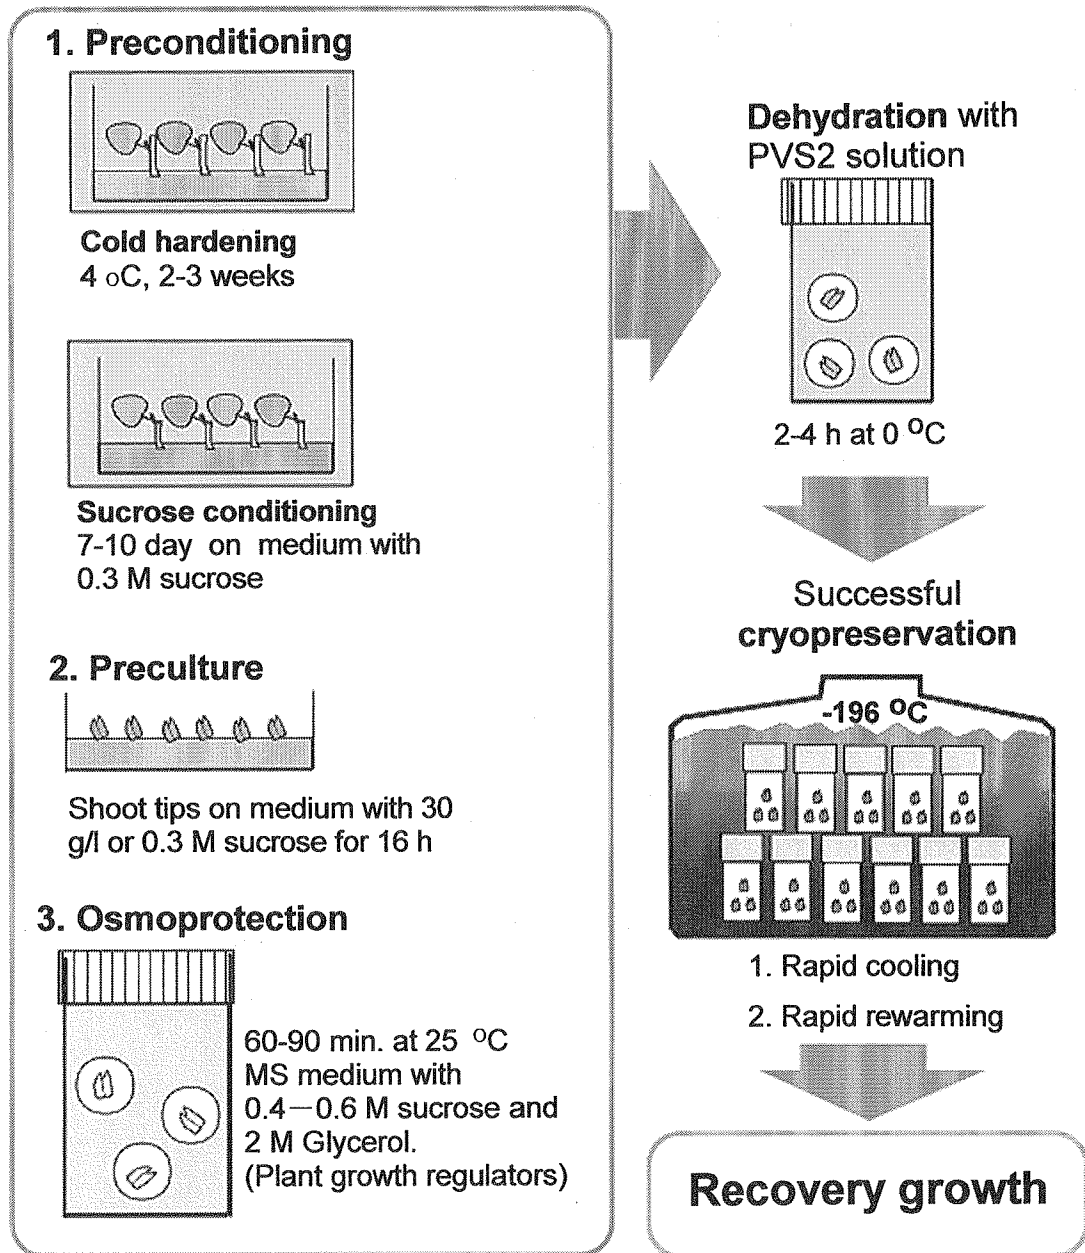 1. Preconditioning
Cold hardening
4 oC, 2-3 weeks
Sucrose conditioning
7-10 day on medium with
0.3 M sucrose
2. Preculture
Shoot tips on medium with 30
g/l or 0.3 M sucrose for 16 h
3. Osmoprotection
60-90 min. at 25 ºC
MS medium with
0.4—0.6 M sucrose and
2 M Glycerol.
(Plant growth regulators)
Dehydration with
PVS2 solution
2-4 h at 0 ºC
Successful
cryopreservation
-196 ºC
1. Rapid cooling
2. Rapid rewarming
Recovery growth